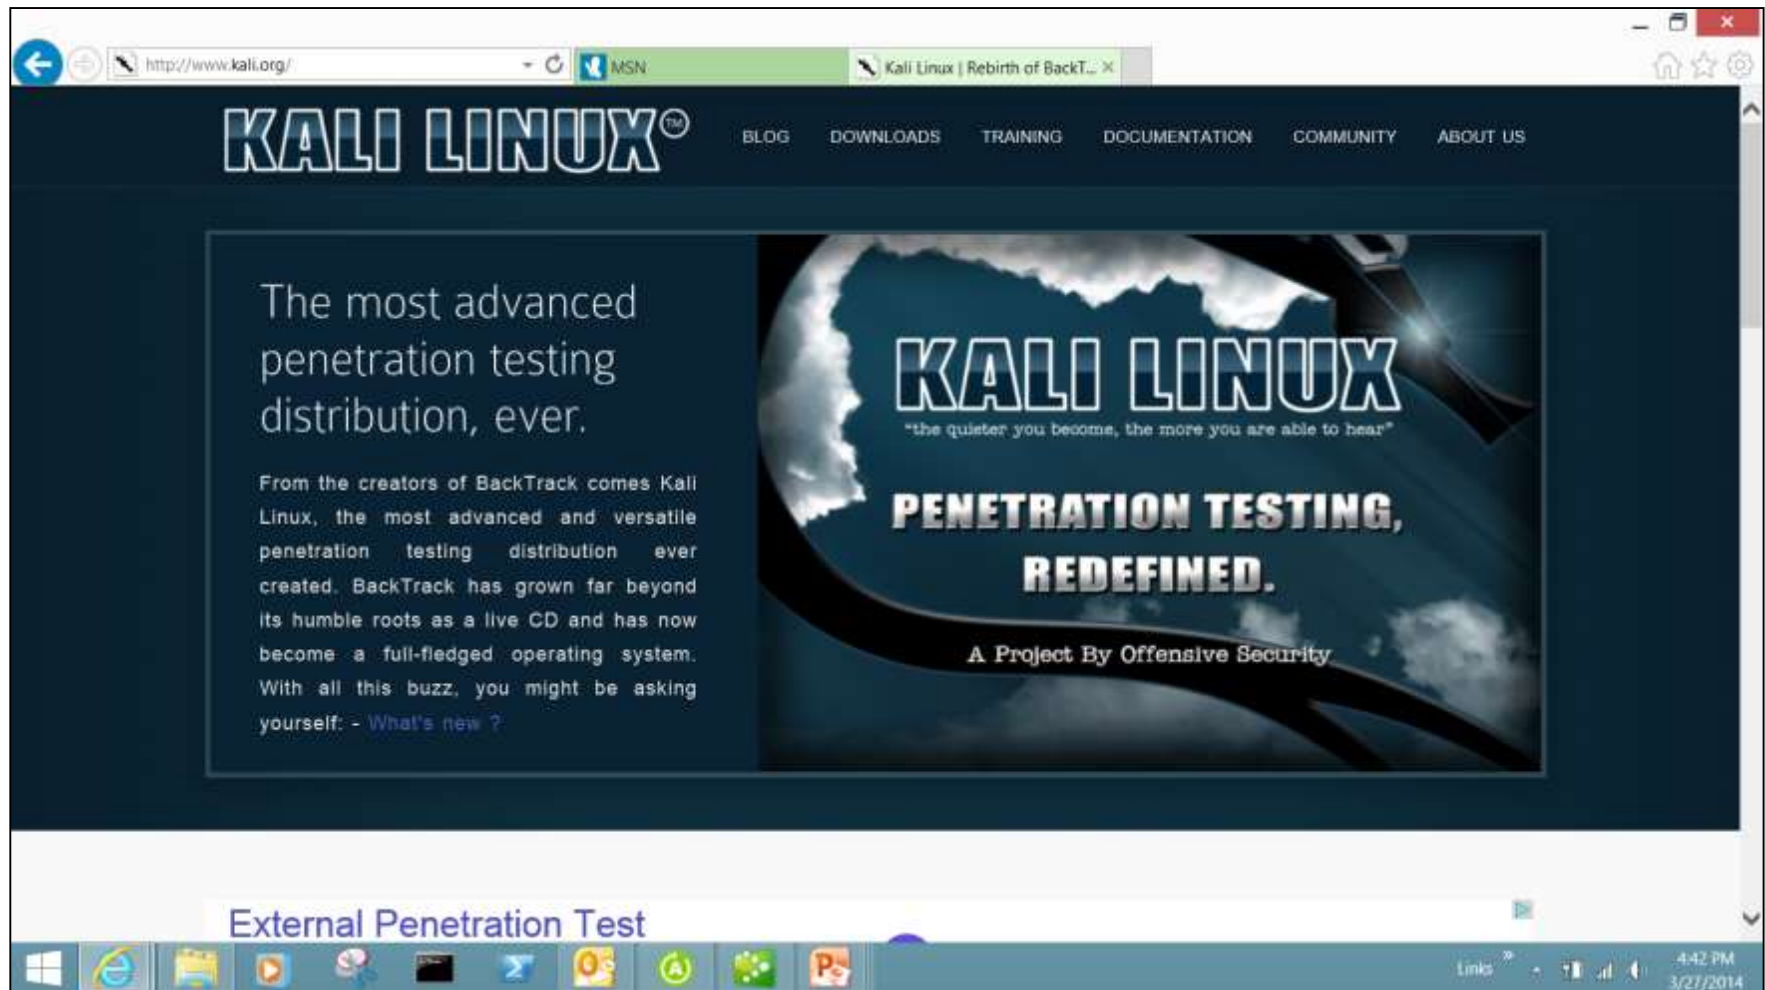 http://www.kali.org/
MSN
Kali Linux | Rebirth of BackT...
KALI LINUX™
BLOG
DOWNLOADS
TRAINING
DOCUMENTATION
COMMUNITY
ABOUT US
The most advanced
penetration testing
distribution, ever.
From the creators of BackTrack comes Kali
Linux, the most advanced and versatile
penetration testing distribution ever
created. BackTrack has grown far beyond
its humble roots as a live CD and has now
become a full-fledged operating system.
With all this buzz, you might be asking
yourself: - What's new ?
KALI LINUX
"the quieter you become, the more you are able to hear"
PENETRATION TESTING,
REDEFINED.
A Project By Offensive Security
External Penetration Test
Links
4:42 PM
3/27/2014